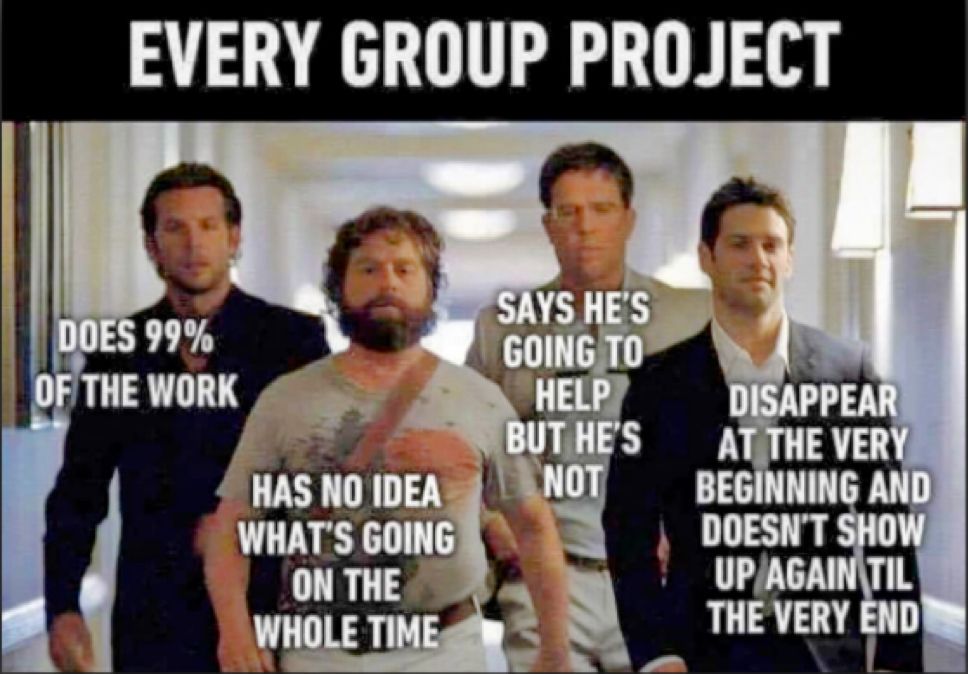 EVERY GROUP PROJECT
DOES 99%
OF THE WORK
HAS NO IDEA
WHAT'S GOING
ON THE
WHOLE TIME
SAYS HE'S
GOING TO
HELP
BUT HE'S
NOT
DISAPPEAR
AT THE VERY
BEGINNING AND
DOESN'T SHOW
UP AGAIN TIL
THE VERY END